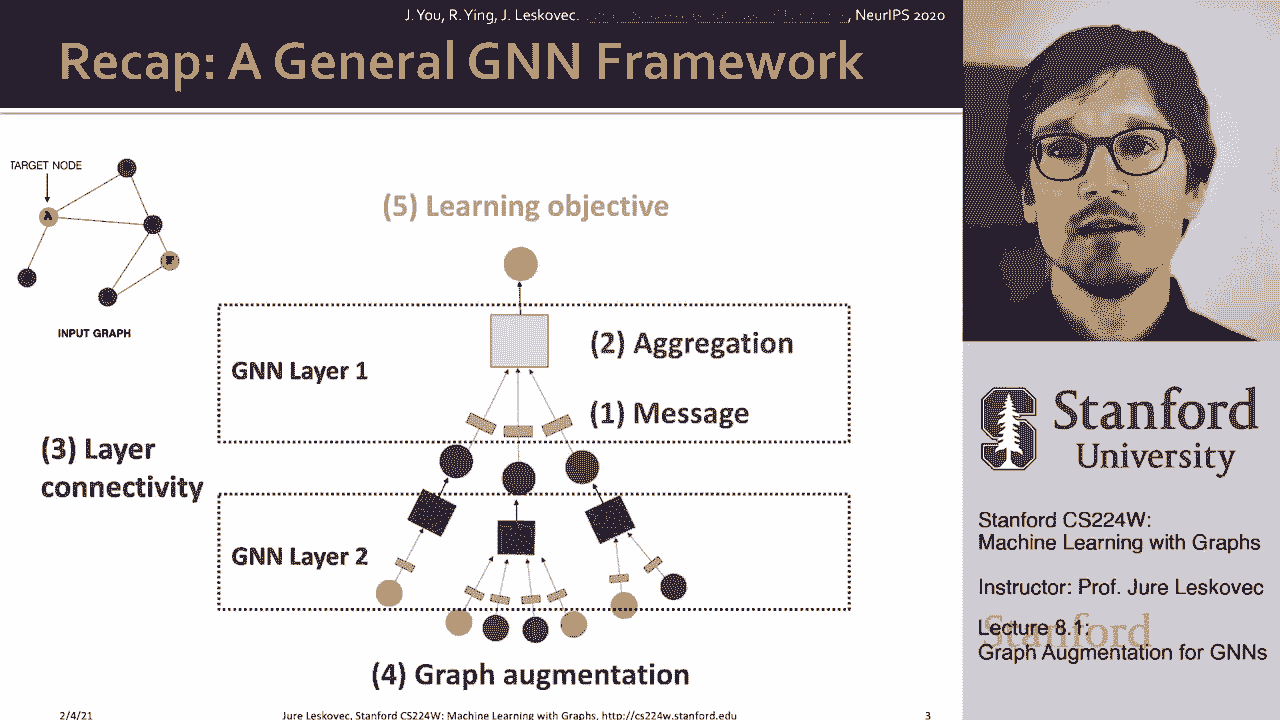 J. You, R. Ying, J. Leskovec. , NeurIPS 2020
Recap: A General GNN Framework
TARGET NODE
A
F
INPUT GRAPH
(5) Learning objective
GNN Layer 1
(2) Aggregation
(1) Message
(3) Layer
connectivity
GNN Layer 2
(4) Graph augmentation
2/4/21
Jure Leskovec, Stanford CS224W: Machine Learning with Graphs, http://cs224w.stanford.edu
3
Stanford
University
Stanford CS224W:
Machine Learning with Graphs
Instructor: Prof. Jure Leskovec
Stanford
Lecture 8.1:
Graph Augmentation for GNNs